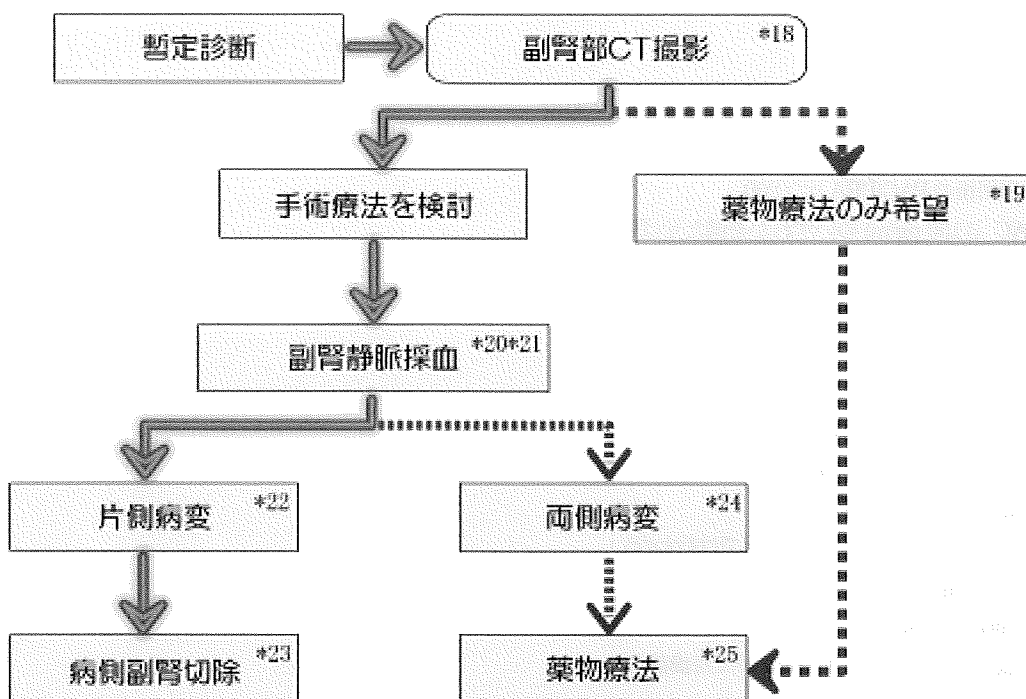 暫定診断
副腎部CT撮影 *18
手術療法を検討
薬物療法のみ希望 *19
副腎静脈採血 *20*21
片側病変 *22
両側病変 *24
病側副腎切除 *23
薬物療法 *25